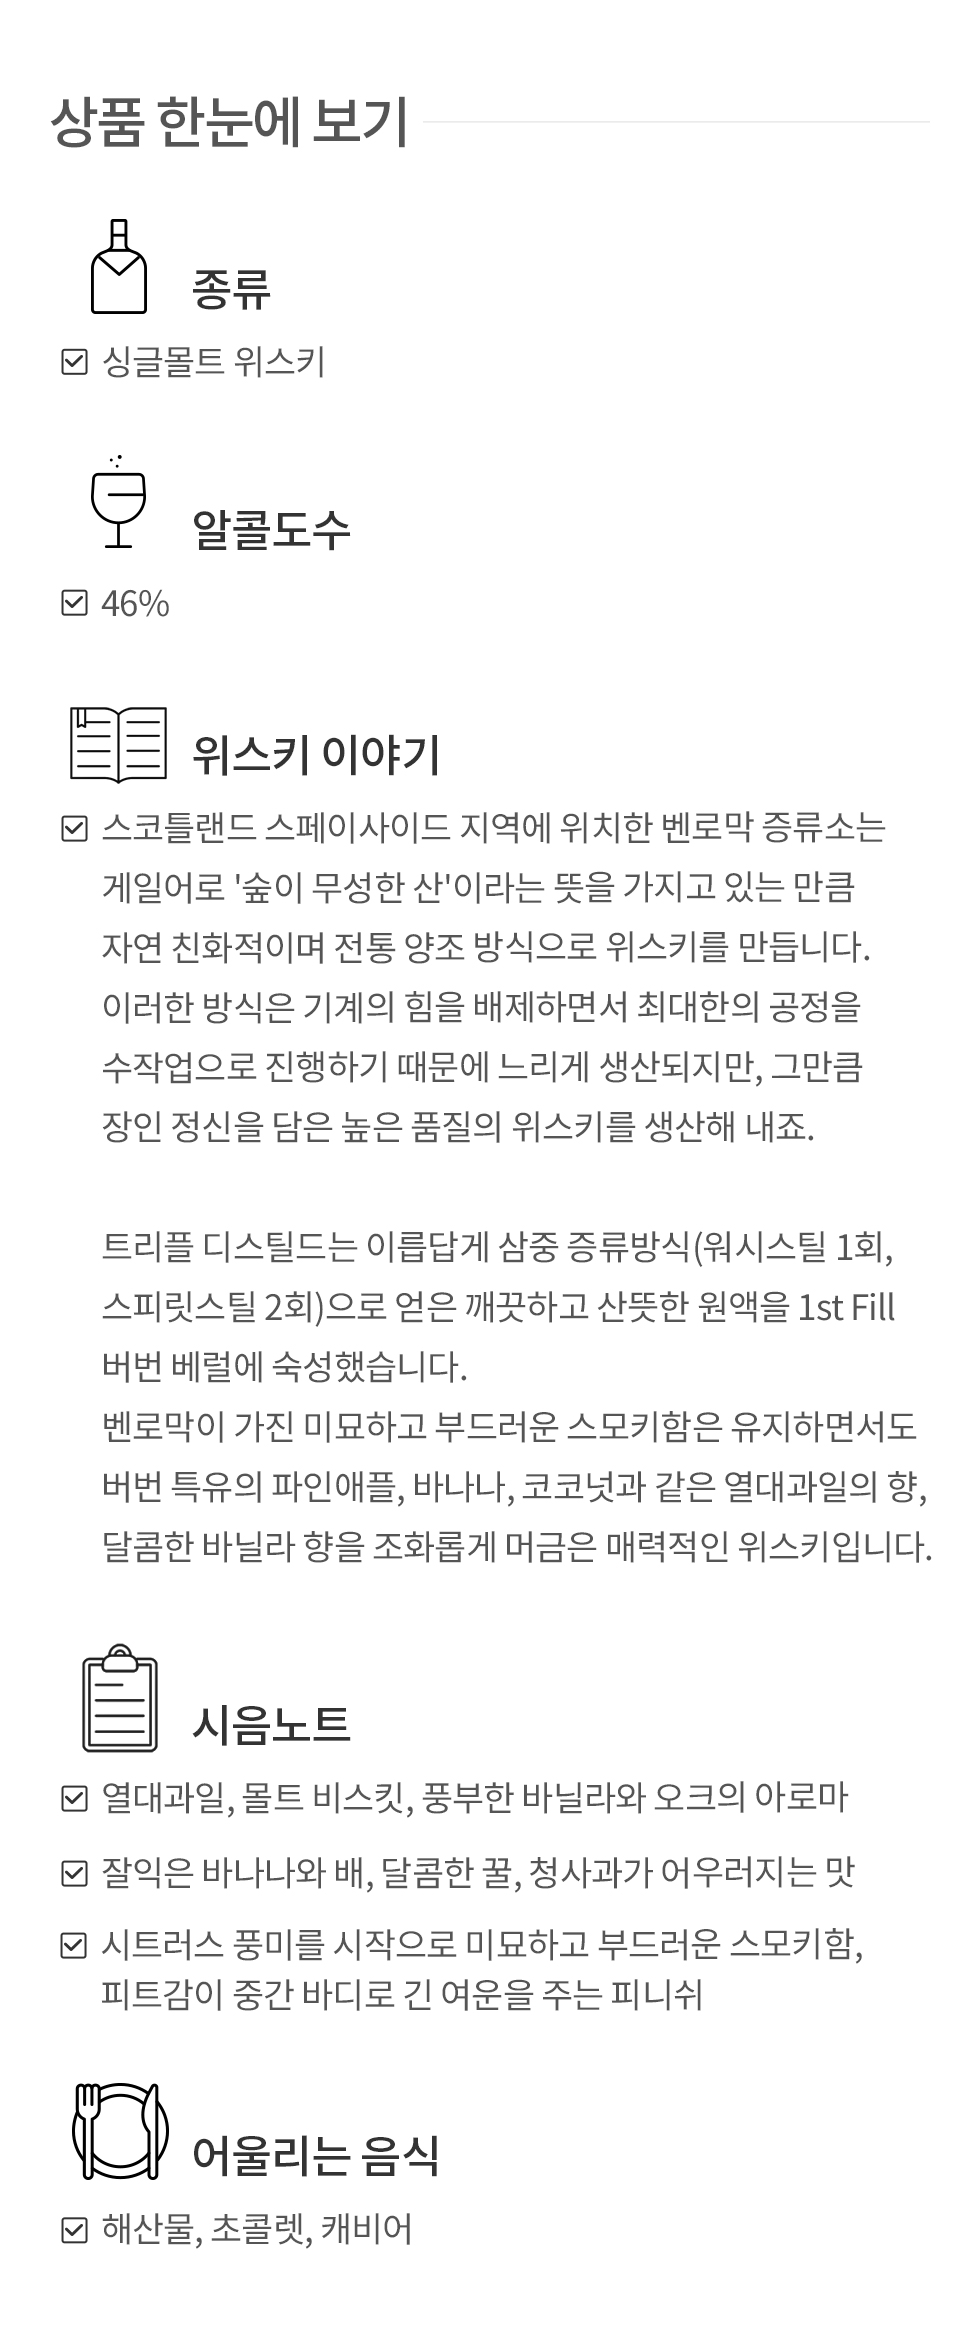 상품 한눈에 보기
종류
싱글몰트 위스키
알콜도수
46%
위스키 이야기
스코틀랜드 스페이사이드 지역에 위치한 벤로막 증류소는
게일어로 '숲이 무성한 산'이라는 뜻을 가지고 있는 만큼
자연 친화적이며 전통 양조 방식으로 위스키를 만듭니다.
이러한 방식은 기계의 힘을 배제하면서 최대한의 공정을
수작업으로 진행하기 때문에 느리게 생산되지만, 그만큼
장인 정신을 담은 높은 품질의 위스키를 생산해 내죠.
트리플 디스틸드는 이름답게 삼중 증류방식(워시스틸 1회,
스피릿스틸 2회)으로 얻은 깨끗하고 산뜻한 원액을 1st Fill
버번 베럴에 숙성했습니다.
벤로막이 가진 미묘하고 부드러운 스모키함은 유지하면서도
버번 특유의 파인애플, 바나나, 코코넛과 같은 열대과일의 향,
달콤한 바닐라 향을 조화롭게 머금은 매력적인 위스키입니다.
시음노트
열대과일, 몰트 비스킷, 풍부한 바닐라와 오크의 아로마
잘익은 바나나와 배, 달콤한 꿀, 청사과가 어우러지는 맛
시트러스 풍미를 시작으로 미묘하고 부드러운 스모키함,
피트감이 중간 바디로 긴 여운을 주는 피니쉬
어울리는 음식
해산물, 초콜렛, 캐비어